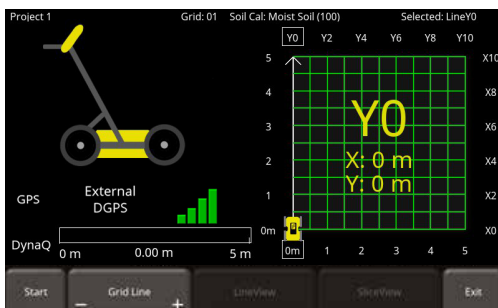 Project 1 Grid: 01 Soil Cal: Moist Soil (100) Selected: LineY0
Y0 Y2 Y4 Y6 Y8 Y10
5 X10
4 X8
3 X6
2 X4
1 X2
0m X0
Y0
X: 0 m
Y: 0 m
0m 1 2 3 4 5
GPS External
DGPS
DynaQ 0 m 0.00 m 5 m
Start − Grid Line + LineView SliceView Exit